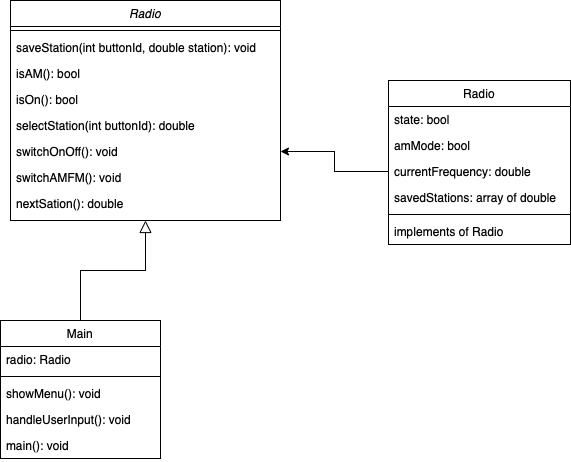 Radio
saveStation(int buttonId, double station): void
isAM(): bool
isOn(): bool
selectStation(int buttonId): double
switchOnOff(): void
switchAMFM(): void
nextSation(): double
Radio
state: bool
amMode: bool
currentFrequency: double
savedStations: array of double
implements of Radio
Main
radio: Radio
showMenu(): void
handleUserInput(): void
main(): void